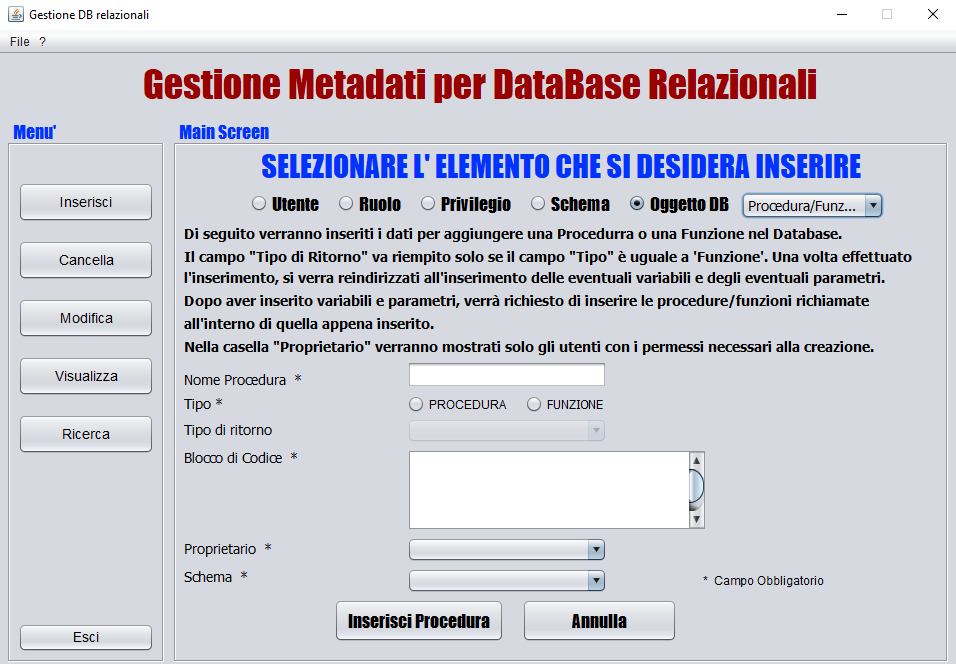 Gestione DB relazionali
File ?
Gestione Metadati per DataBase Relazionali
Menu'
Inserisci
Cancella
Modifica
Visualizza
Ricerca
Esci
Main Screen
SELEZIONARE L' ELEMENTO CHE SI DESIDERA INSERIRE
Utente Ruolo Privilegio Schema Oggetto DB Procedura/Funz...
Di seguito verranno inseriti i dati per aggiungere una Procedurra o una Funzione nel Database.
Il campo "Tipo di Ritorno" va riempito solo se il campo "Tipo" è uguale a 'Funzione'. Una volta effettuato
l'inserimento, si verra reindirizzati all'inserimento delle eventuali variabili e degli eventuali parametri.
Dopo aver inserito variabili e parametri, verrà richiesto di inserire le procedure/funzioni richiamate
all'interno di quella appena inserito.
Nella casella "Proprietario" verranno mostrati solo gli utenti con i permessi necessari alla creazione.
Nome Procedura *
Tipo * PROCEDURA FUNZIONE
Tipo di ritorno
Blocco di Codice *
Proprietario *
Schema *
* Campo Obbligatorio
Inserisci Procedura Annulla